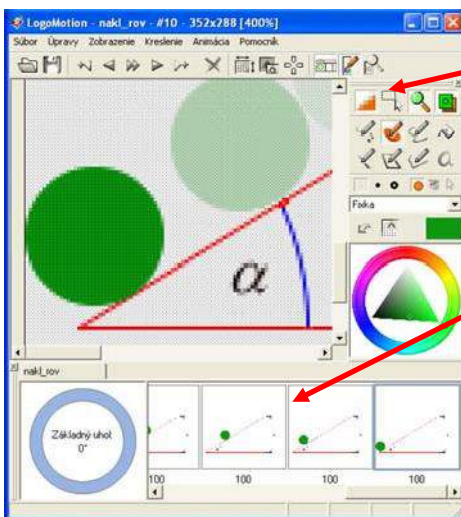 LogoMotion - nakl_rov - #10 - 352x288 [400%]
Súbor Úpravy Zobrazenie Kreslenie Animácia Pomocník
α
Fixka
nakl_rov
Základný uhol:
0°
100 100 100 100